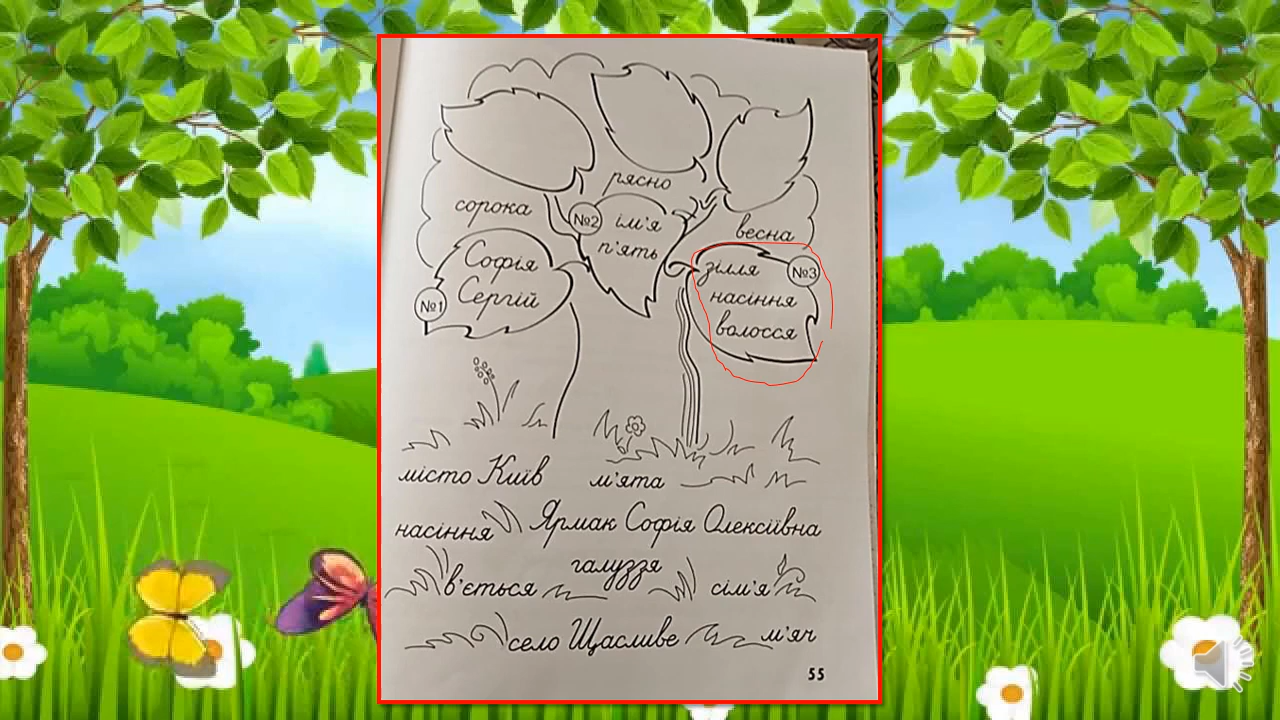 рясно
сорока
№2
ім'я
п'ять
весна
Софія
Сергій
№1
зілля
№3
насіння
волосся
місто Київ
м'ята
насіння
Ярмак Софія Олексіївна
галуззя
в'ється
сім'я
село Щасливе
м'яч
55